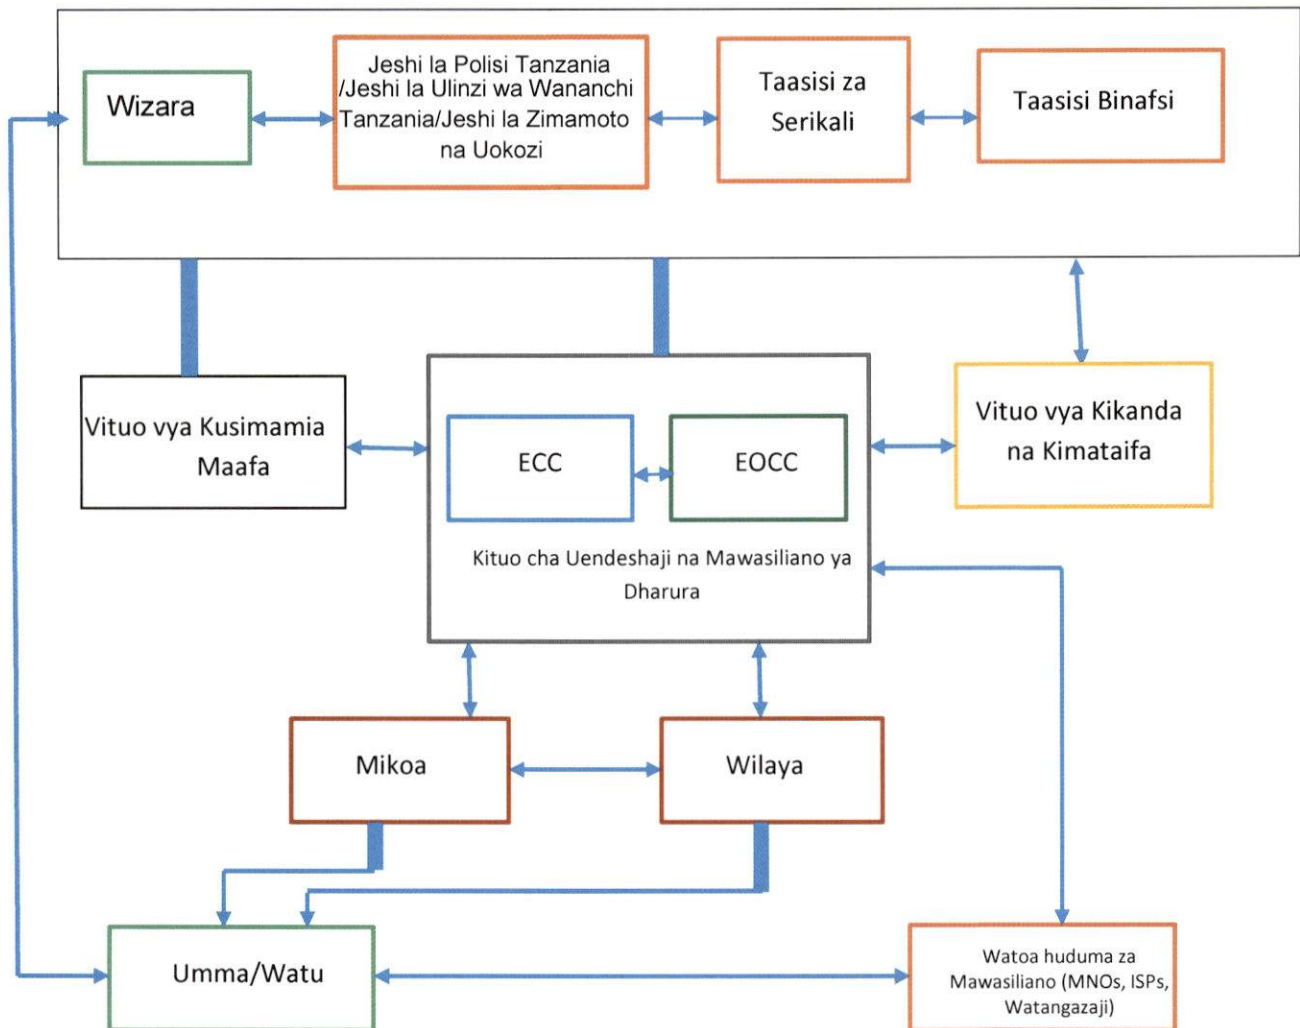 Wizara
Jeshi la Polisi Tanzania
/Jeshi la Ulinzi wa Wananchi
Tanzania/Jeshi la Zimamoto
na Uokozi
Taasisi za
Serikali
Taasisi Binafsi
Vituo vya Kusimamia
Maafa
ECC
EOCC
Kituo cha Uendeshaji na Mawasiliano ya
Dharura
Vituo vya Kikanda
na Kimataifa
Mikoa
Wilaya
Umma/Watu
Watoa huduma za
Mawasiliano (MNOs, ISPs,
Watangazaji)